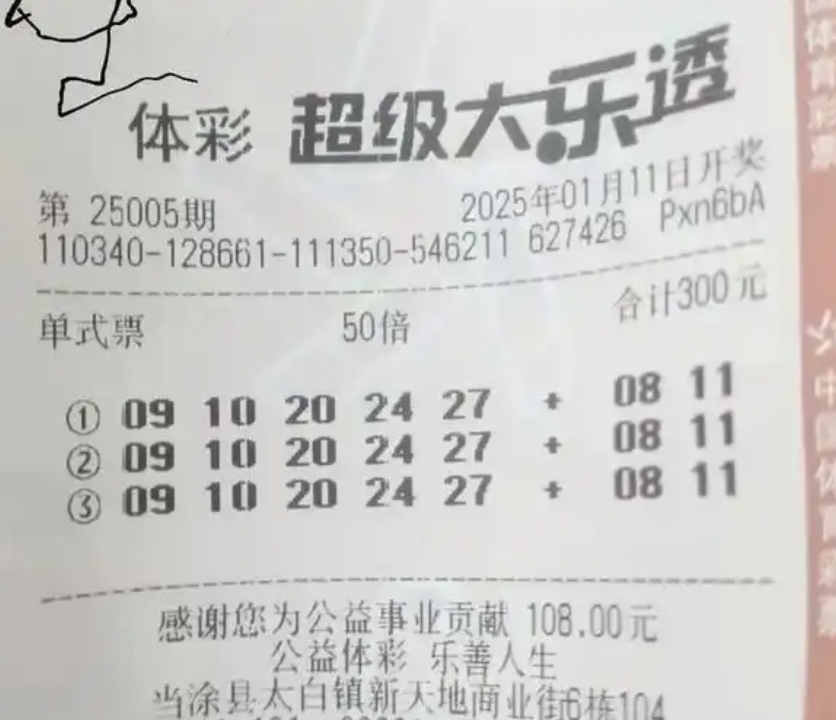 体彩 超级大乐透
第 25005期 2025年01月11日开奖
110340-128661-111350-546211 627426 Pxn6bA
单式票 50倍 合计300元
① 09 10 20 24 27 + 08 11
② 09 10 20 24 27 + 08 11
③ 09 10 20 24 27 + 08 11
感谢您为公益事业贡献 108.00元
公益体彩 乐善人生
当涂县太白镇新天地商业街6栋104
体育彩票
中国体育彩票